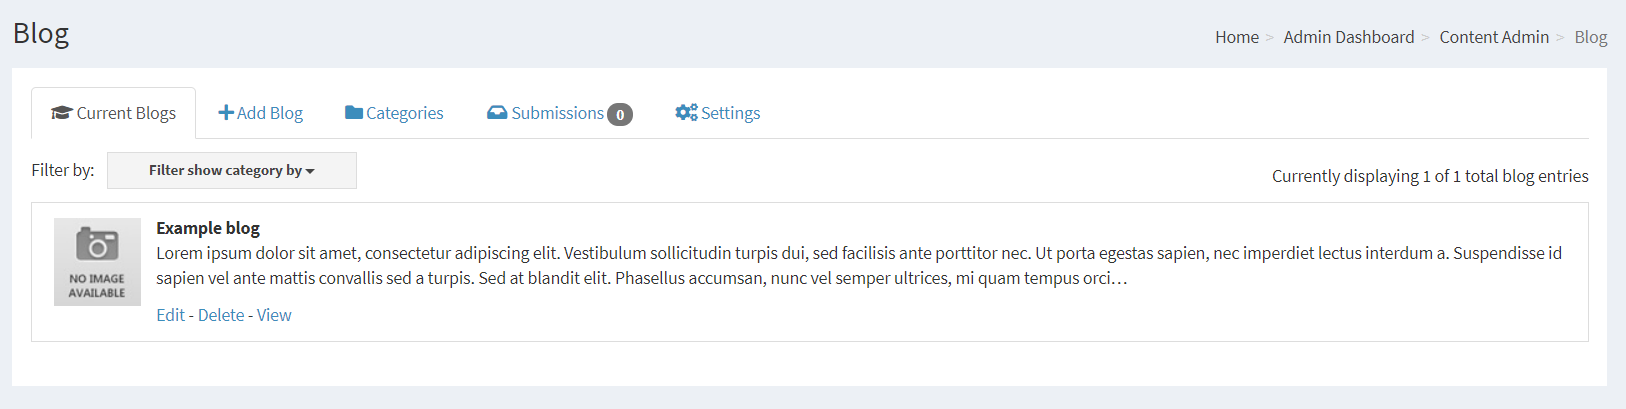 Blog
Home > Admin Dashboard > Content Admin > Blog
Current Blogs Add Blog Categories Submissions 0 Settings
Filter by: Filter show category by
Currently displaying 1 of 1 total blog entries
NO IMAGE
AVAILABLE
Example blog
Lorem ipsum dolor sit amet, consectetur adipiscing elit. Vestibulum sollicitudin turpis dui, sed facilisis ante porttitor nec. Ut porta egestas sapien, nec imperdiet lectus interdum a. Suspendisse id
sapien vel ante mattis convallis sed a turpis. Sed at blandit elit. Phasellus accumsan, nunc vel semper ultrices, mi quam tempus orci…
Edit - Delete - View